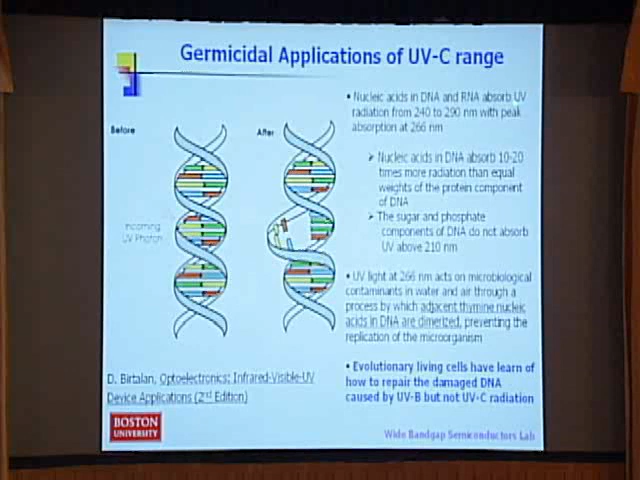 Germicidal Applications of UV-C range
Before
After
Incoming
UV Photon
• Nucleic acids in DNA and RNA absorb UV
radiation from 240 to 290 nm with peak
absorption at 266 nm
➢ Nucleic acids in DNA absorb 10-20
times more radiation than equal
weights of the protein component
of DNA
➢ The sugar and phosphate
components of DNA do not absorb
UV above 210 nm
• UV light at 266 nm acts on microbiological
contaminants in water and air through a
process by which adjacent thymine nucleic
acids in DNA are dimerized, preventing the
replication of the microorganism
• Evolutionary living cells have learn of
how to repair the damaged DNA
caused by UV-B but not UV-C radiation
D. Birtalan, Optoelectronics: Infrared-Visible-UV
Device Applications (2nd Edition)
BOSTON
UNIVERSITY
Wide Bandgap Semiconductors Lab